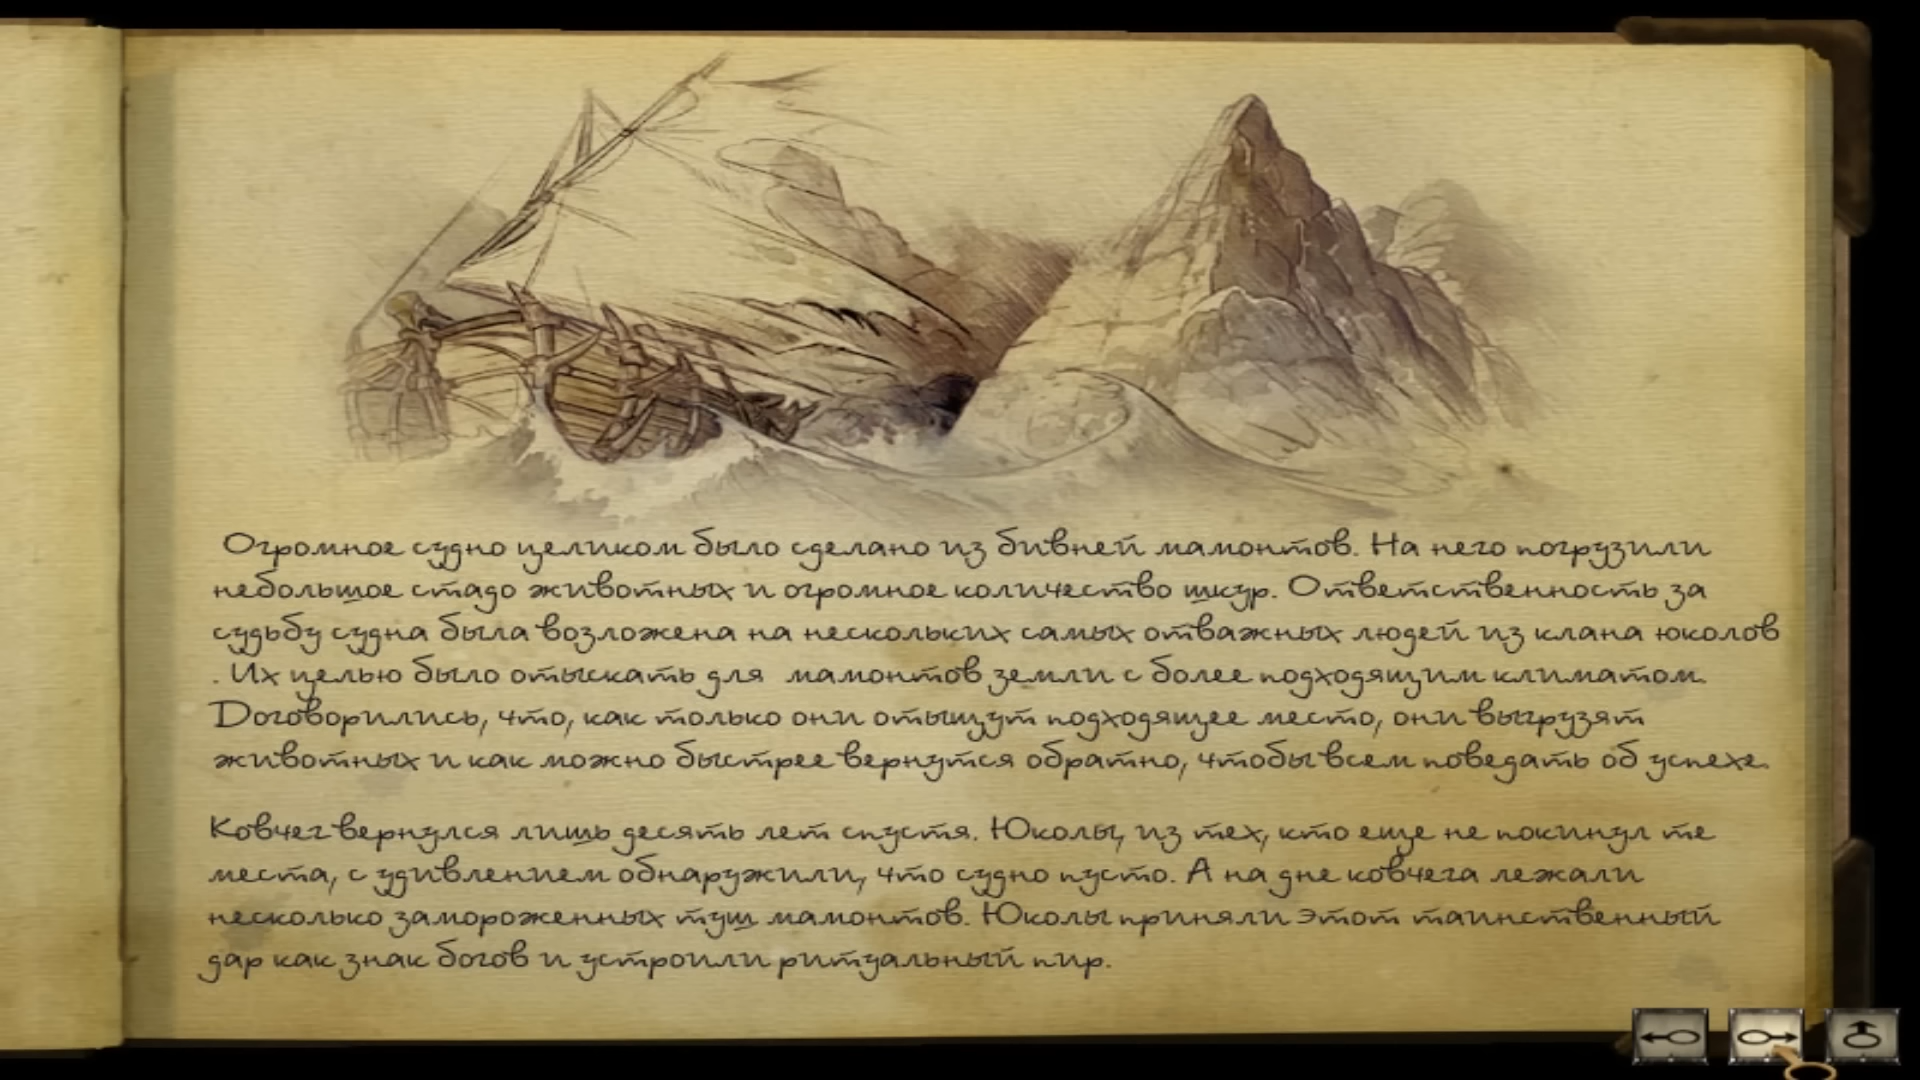 Огромное судно целиком было сделано из бивней мамонтов. На него погрузили
небольшое стадо животных и огромное количество шкур. Ответственность за
судьбу судна была возложена на нескольких самых отважных людей из клана юколов
. Их целью было отыскать для мамонтов земли с более подходящим климатом.
Договорились, что, как только они отыщут подходящее место, они выгрузят
животных и как можно быстрее вернутся обратно, чтобы всем поведать об успехе.
Ковчег вернулся лишь десять лет спустя. Юколы, из тех, кто еще не покинул те
места, с удивлением обнаружили, что судно пусто. А на дне ковчега лежали
несколько замороженных туш мамонтов. Юколы приняли этот таинственный
дар как знак богов и устроили ритуальный пир.